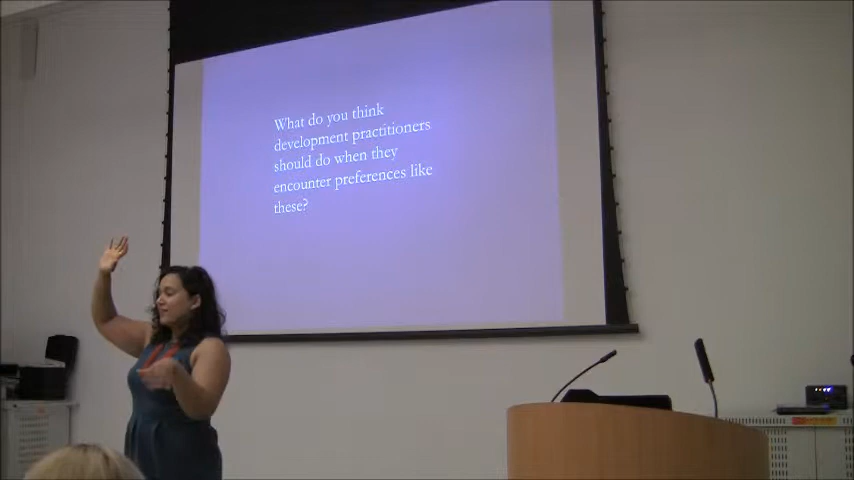 What do you think
development practitioners
should do when they
encounter preferences like
these?